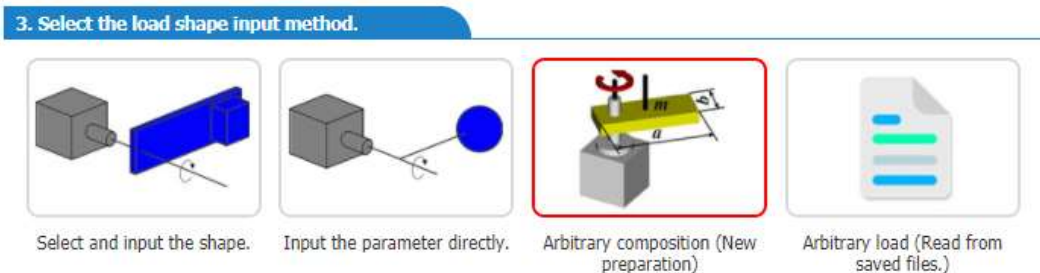 3. Select the load shape input method.
m
b
a
Select and input the shape.
Input the parameter directly.
Arbitrary composition (New
preparation)
Arbitrary load (Read from
saved files.)